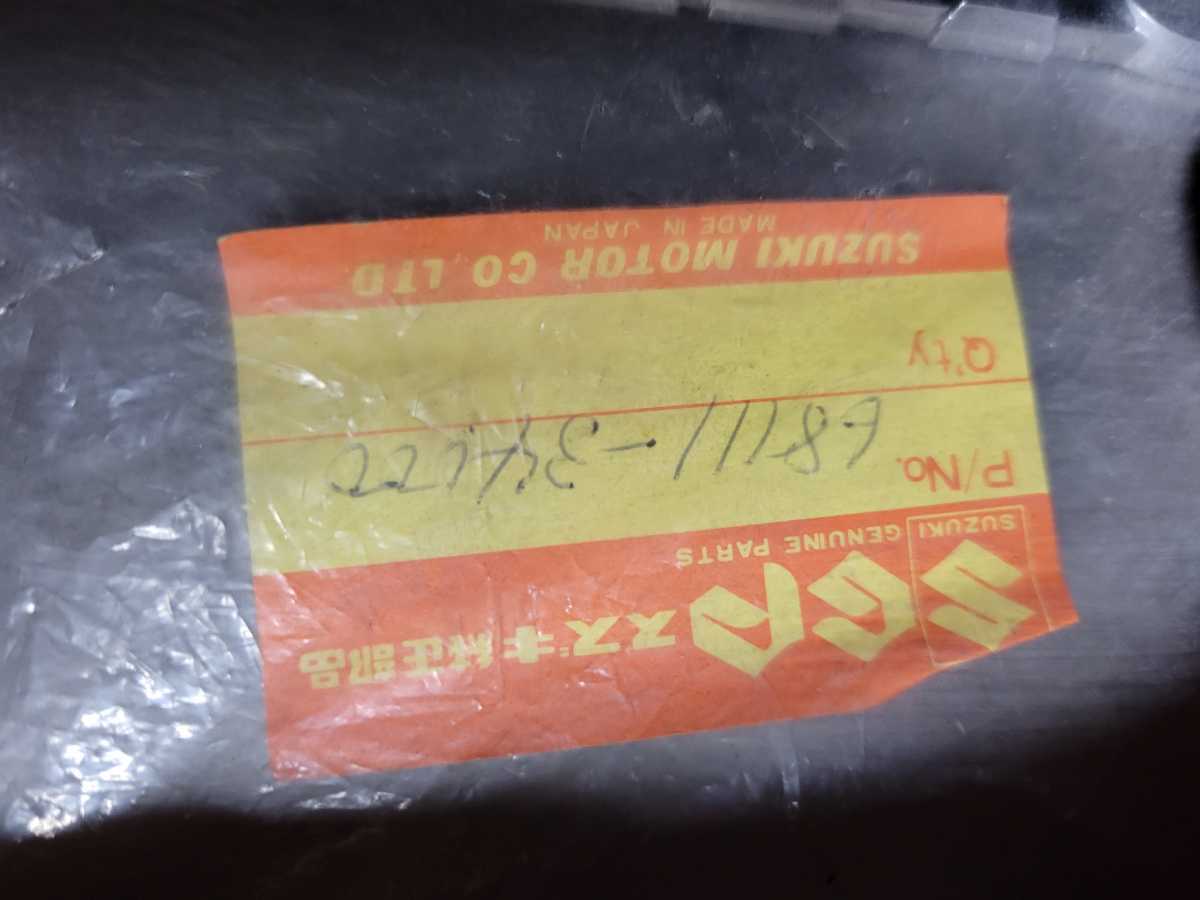 SGP スズキ純正部品
SUZUKI GENUINE PARTS
P/No.
Q'ty
SUZUKI MOTOR CO LTD
MADE IN JAPAN